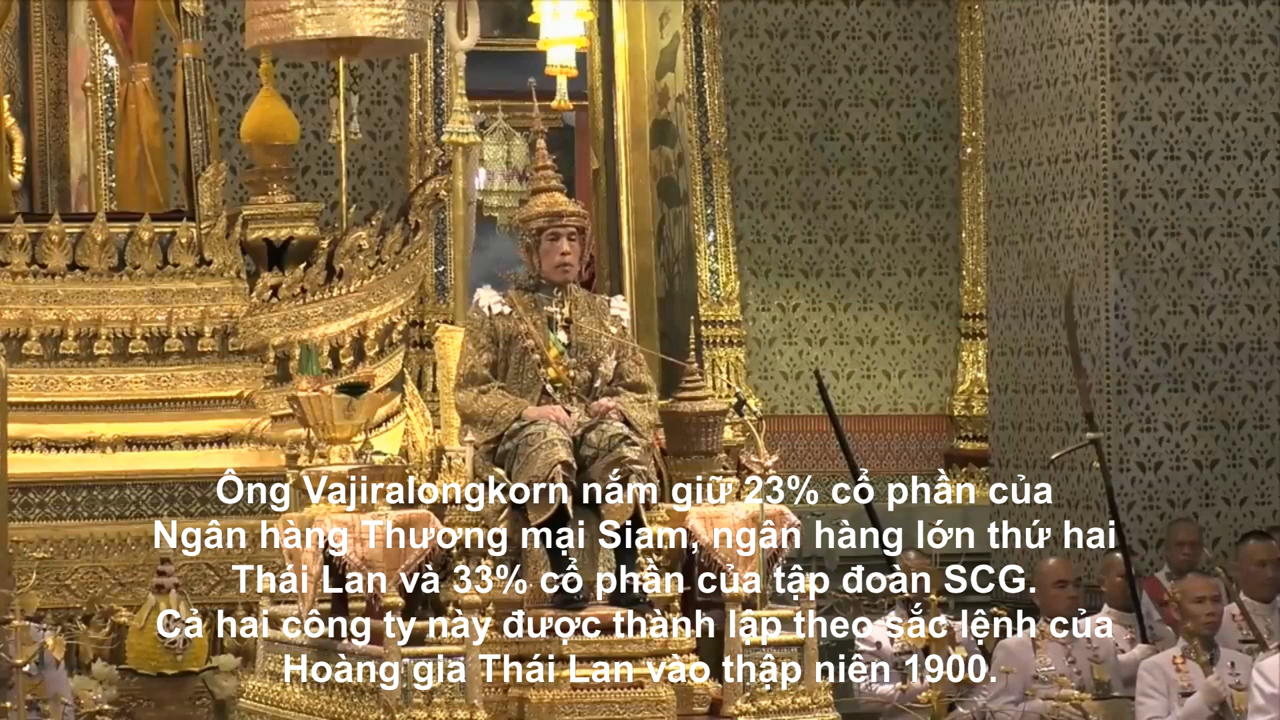 Ông Vajiralongkorn nắm giữ 23% cổ phần của
Ngân hàng Thương mại Siam, ngân hàng lớn thứ hai
Thái Lan và 33% cổ phần của tập đoàn SCG.
Cả hai công ty này được thành lập theo sắc lệnh của
Hoàng gia Thái Lan vào thập niên 1900.